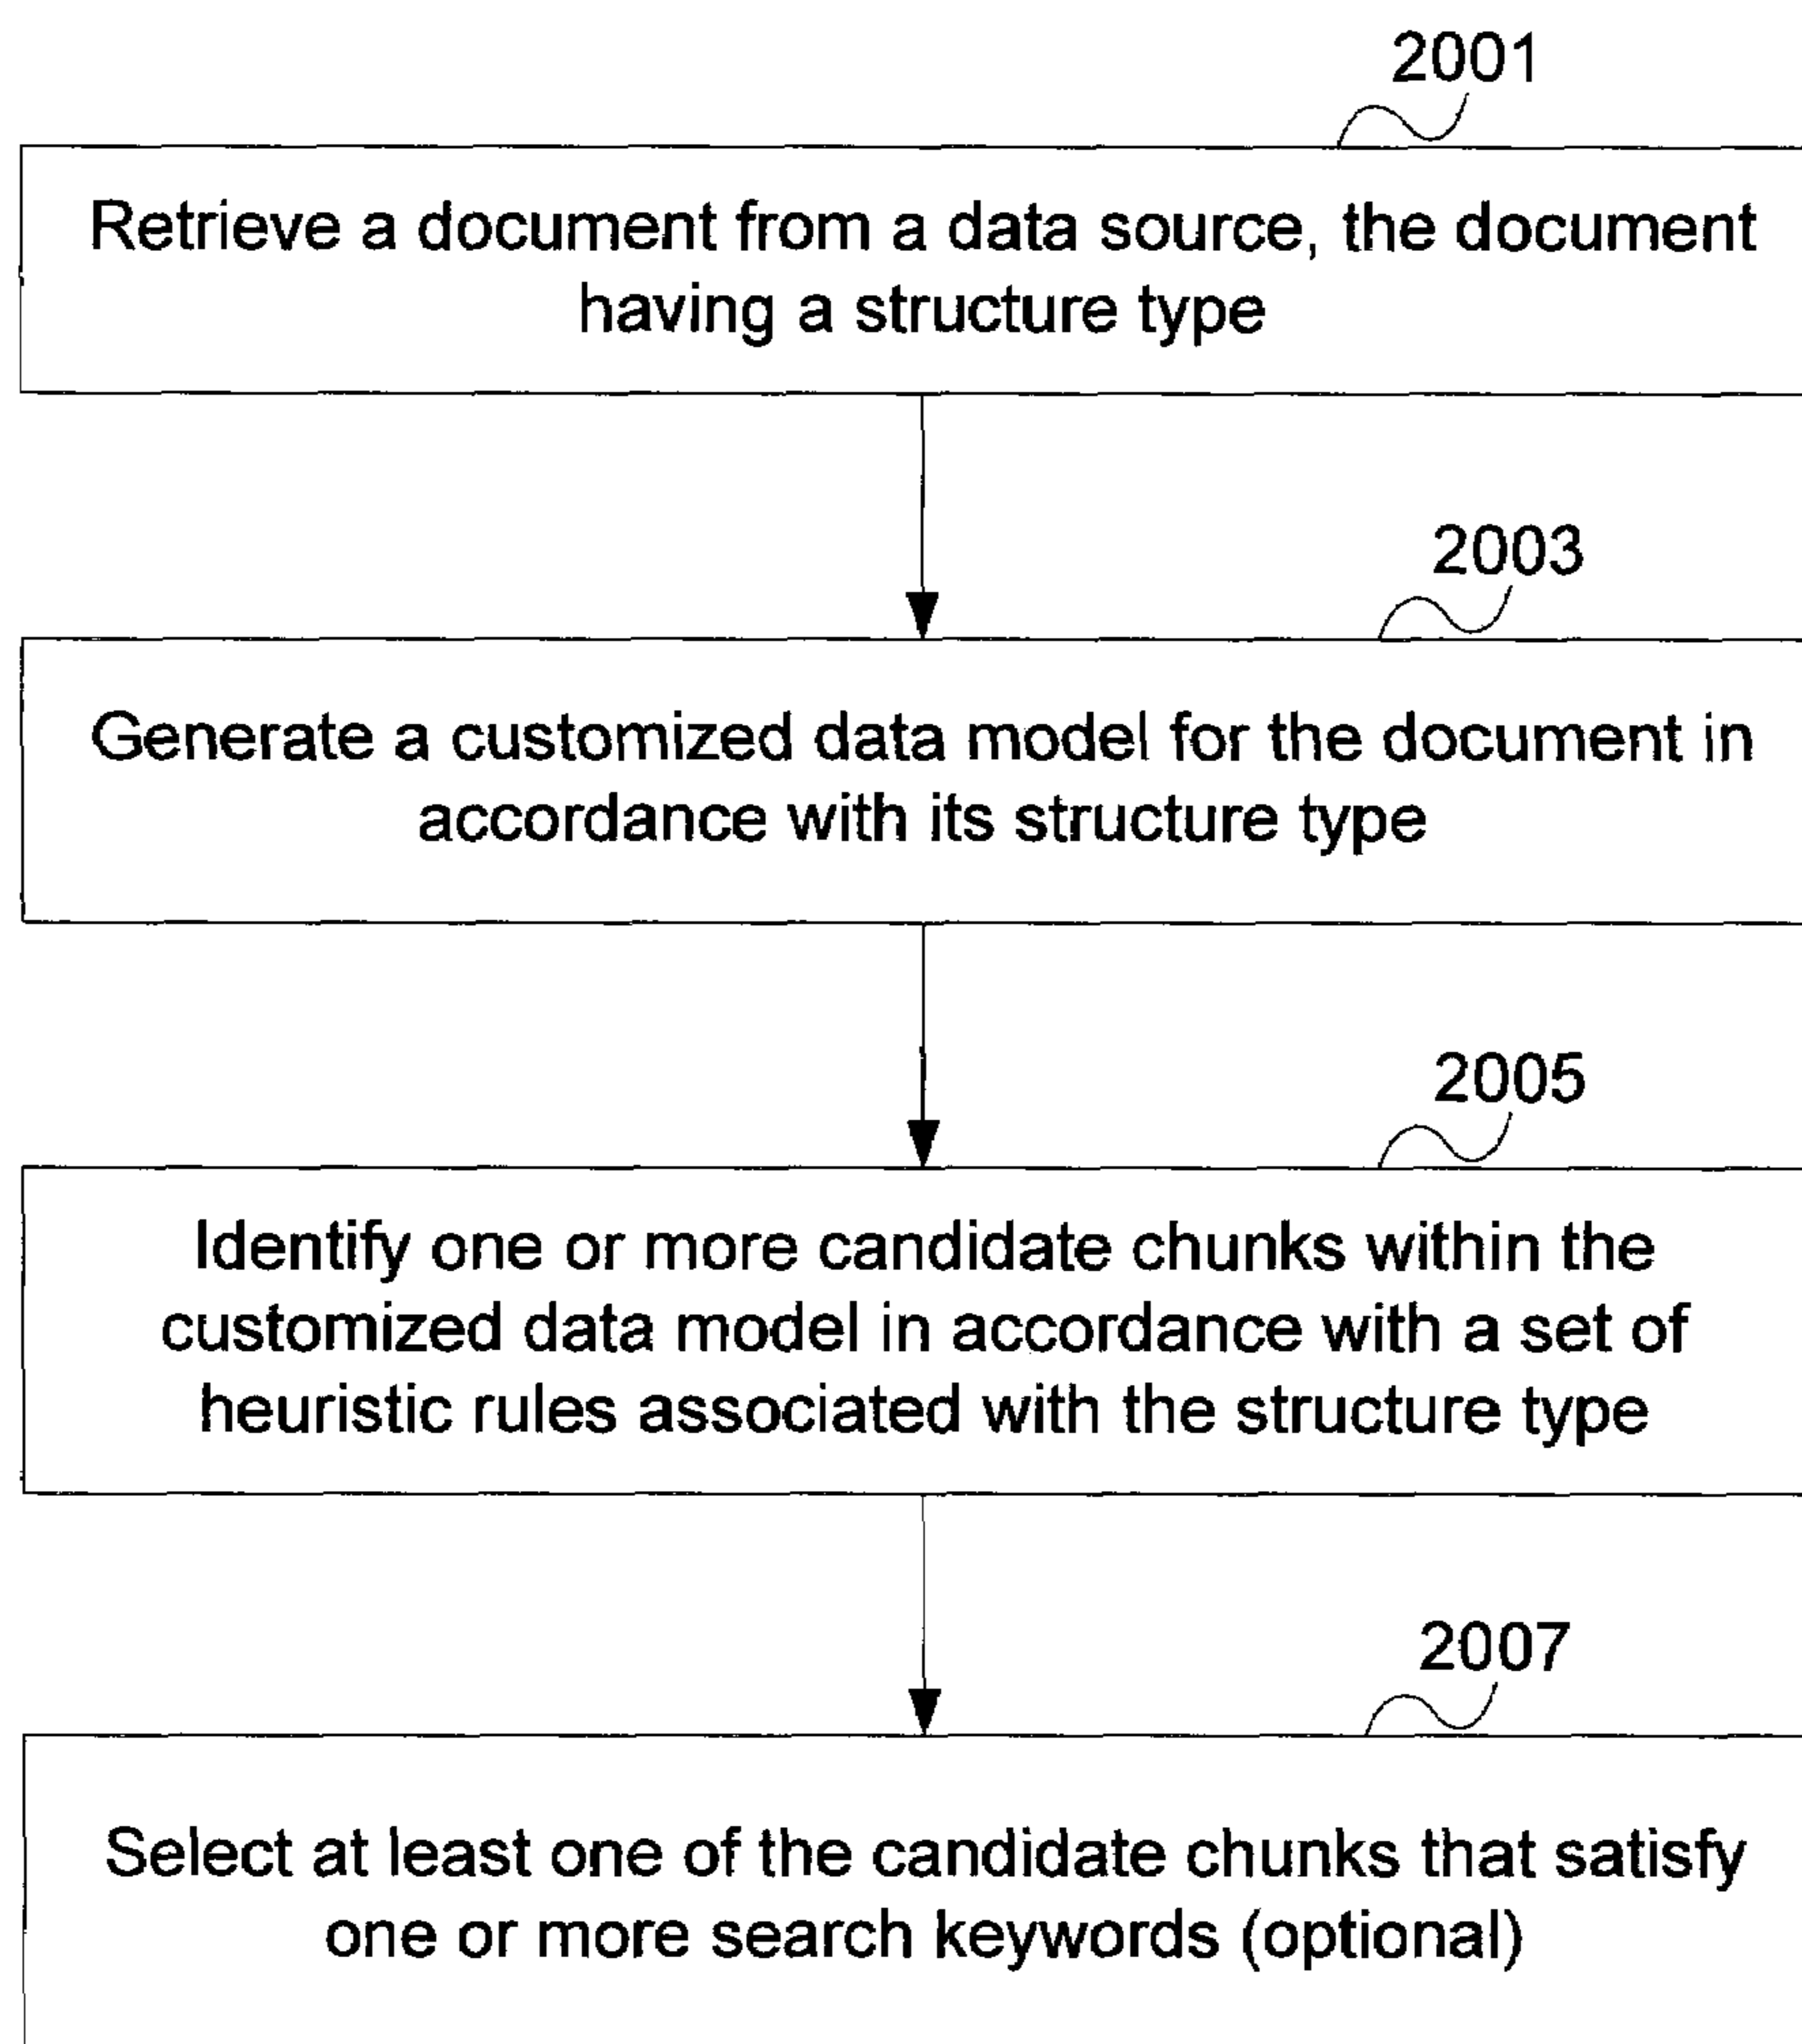 2001
Retrieve a document from a data source, the document
having a structure type
2003
Generate a customized data model for the document in
accordance with its structure type
2005
Identify one or more candidate chunks within the
customized data model in accordance with a set of
heuristic rules associated with the structure type
2007
Select at least one of the candidate chunks that satisfy
one or more search keywords (optional)